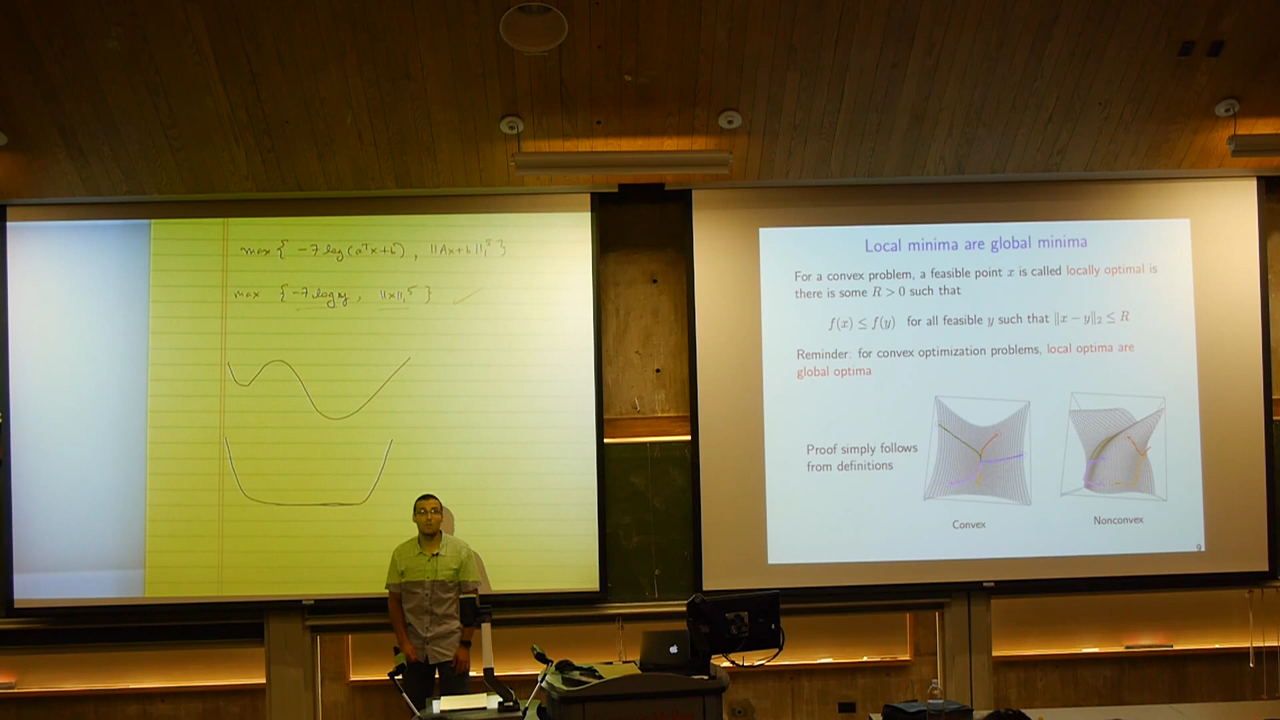 max { -7 log(aᵀx+b) , ||Ax+b||₁⁵ }
max { -7 log y , ||x||₁⁵ } ✓
Local minima are global minima
For a convex problem, a feasible point x is called locally optimal is
there is some R > 0 such that
f(x) ≤ f(y) for all feasible y such that ‖x − y‖₂ ≤ R
Reminder: for convex optimization problems, local optima are
global optima
Proof simply follows
from definitions
Convex
Nonconvex
9